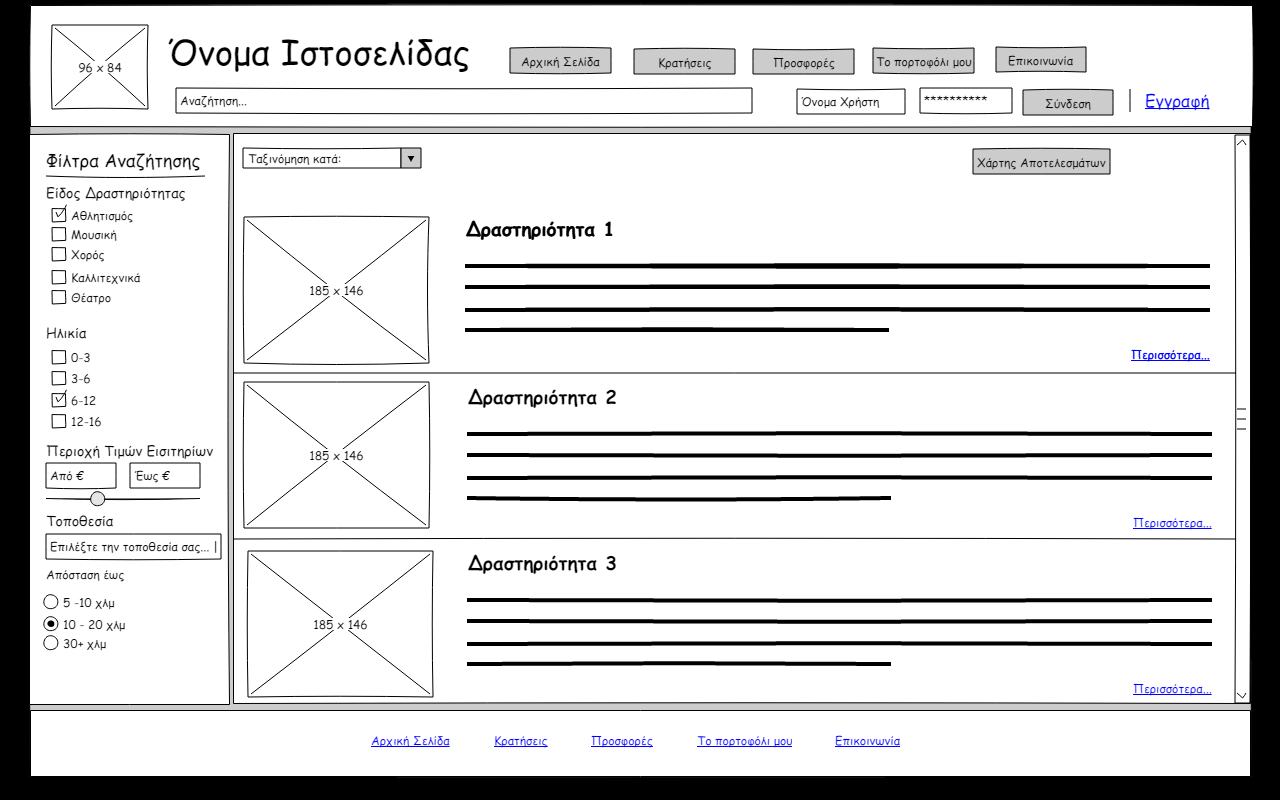 96 x 84
Όνομα Ιστοσελίδας
Αρχική Σελίδα
Κρατήσεις
Προσφορές
Το πορτοφόλι μου
Επικοινωνία
Αναζήτηση...
Όνομα Χρήστη
**********
Σύνδεση
Εγγραφή
Φίλτρα Αναζήτησης
Είδος Δραστηριότητας
Αθλητισμός
Μουσική
Χορός
Καλλιτεχνικά
Θέατρο
Ηλικία
0-3
3-6
6-12
12-16
Περιοχή Τιμών Εισιτηρίων
Από €
Έως €
Τοποθεσία
Επιλέξτε την τοποθεσία σας... |
Απόσταση έως
5 -10 χλμ
10 - 20 χλμ
30+ χλμ
Ταξινόμηση κατά:
Χάρτης Αποτελεσμάτων
185 x 146
Δραστηριότητα 1
Περισσότερα...
185 x 146
Δραστηριότητα 2
Περισσότερα...
185 x 146
Δραστηριότητα 3
Περισσότερα...
Αρχική Σελίδα
Κρατήσεις
Προσφορές
Το πορτοφόλι μου
Επικοινωνία